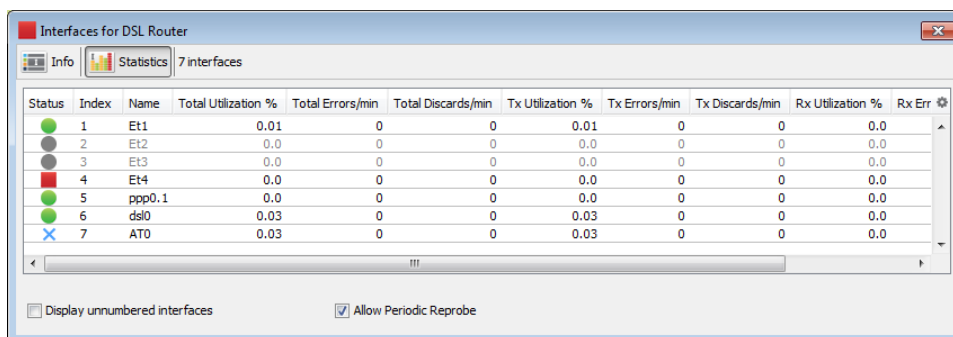 Interfaces for DSL Router
Info Statistics 7 interfaces
Status Index Name Total Utilization % Total Errors/min Total Discards/min Tx Utilization % Tx Errors/min Tx Discards/min Rx Utilization % Rx Err
1 Et1 0.01 0 0 0.01 0 0 0.0
2 Et2 0.0 0 0 0.0 0 0 0.0
3 Et3 0.0 0 0 0.0 0 0 0.0
4 Et4 0.0 0 0 0.0 0 0 0.0
5 ppp0.1 0.0 0 0 0.0 0 0 0.0
6 dsl0 0.03 0 0 0.03 0 0 0.0
7 AT0 0.03 0 0 0.03 0 0 0.0
Display unnumbered interfaces Allow Periodic Reprobe